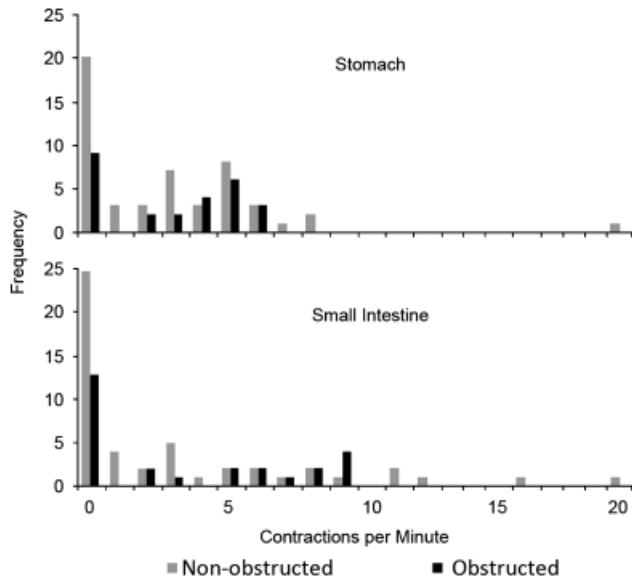 25
20
15
10
5
0
Stomach
Frequency
25
20
15
10
5
0
Small Intestine
0 5 10 15 20
Contractions per Minute
Non-obstructed Obstructed